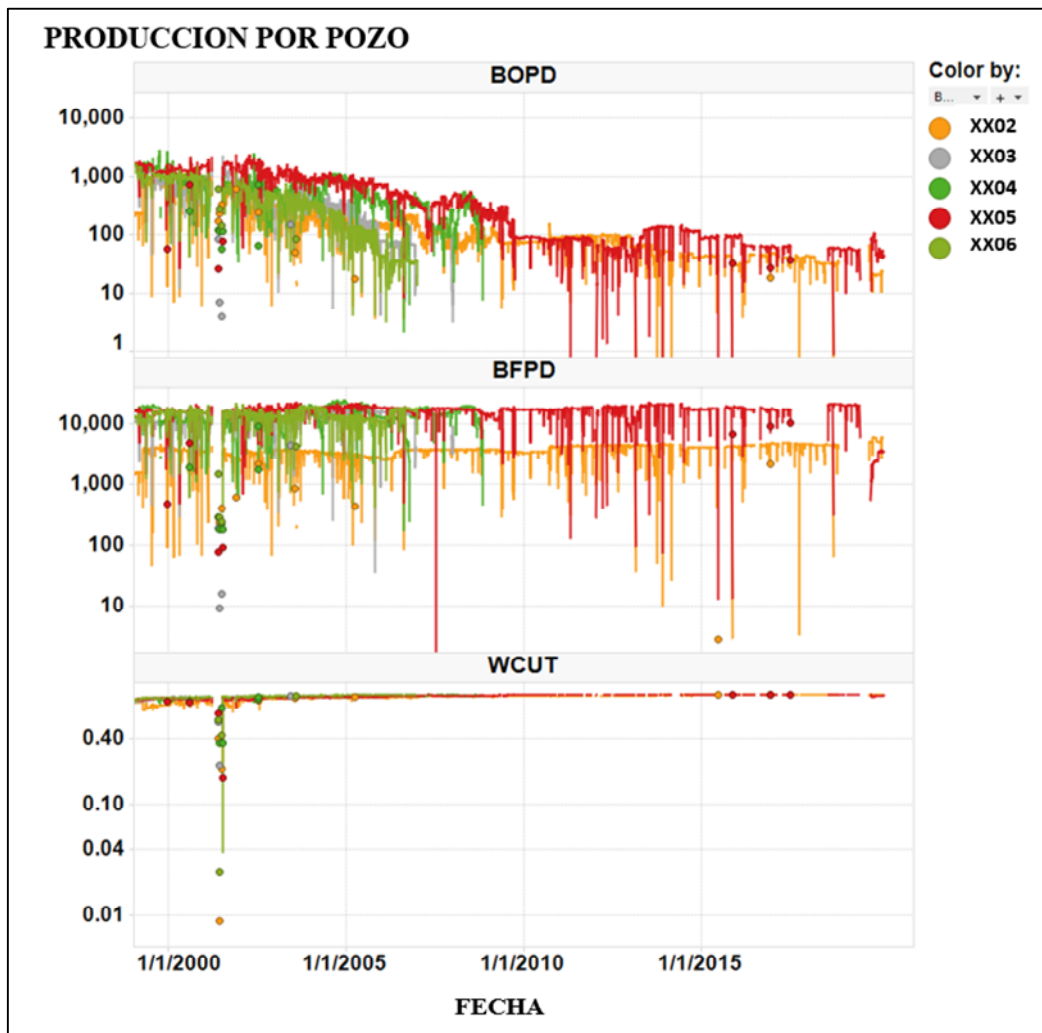 PRODUCCION POR POZO
BOPD
10,000
1,000
100
10
1
BFPD
10,000
1,000
100
10
WCUT
0.40
0.10
0.04
0.01
1/1/2000 1/1/2005 1/1/2010 1/1/2015
FECHA
Color by:
B... +
XX02
XX03
XX04
XX05
XX06